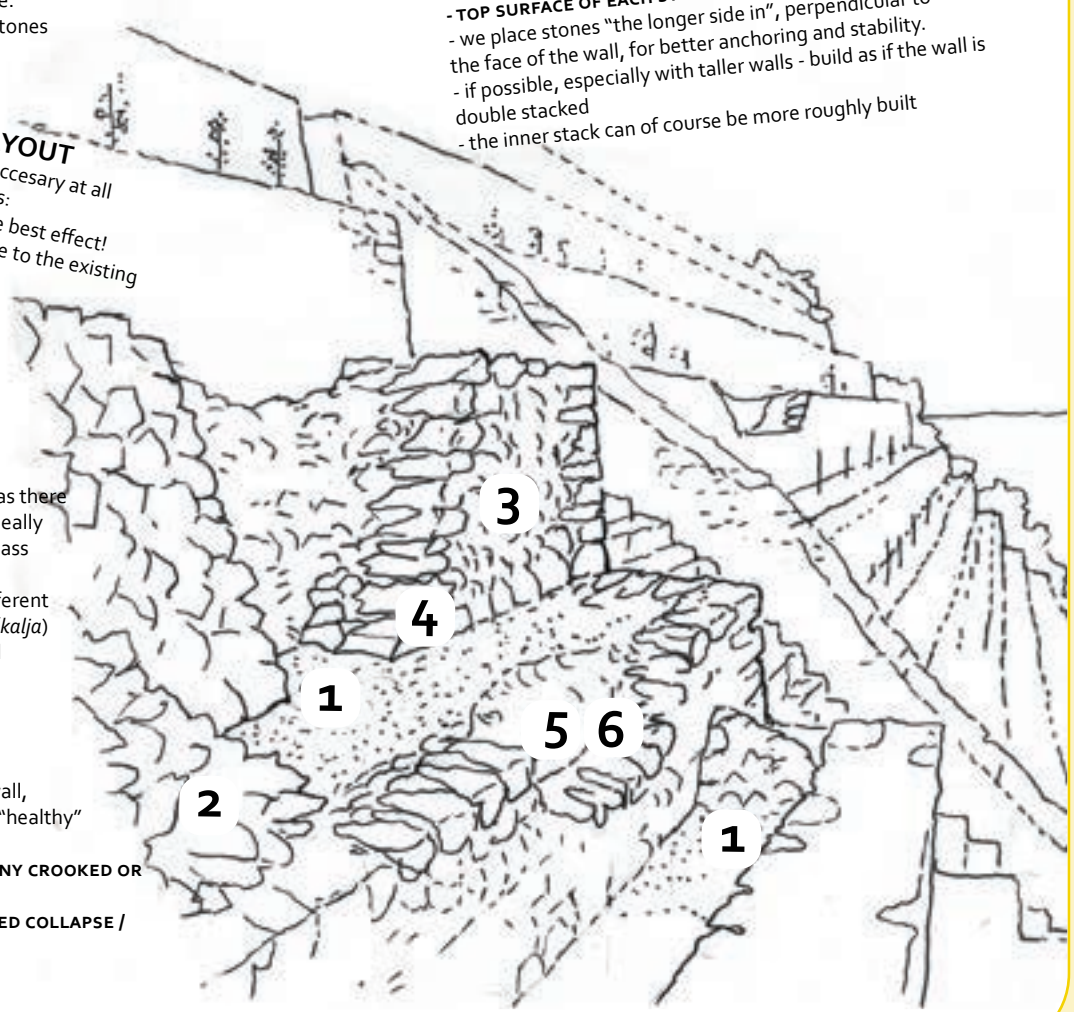 e:
tones
- TOP SURFACE OF EACH
- we place stones “the longer side in”, perpendicular to
the face of the wall, for better anchoring and stability.
- if possible, especially with taller walls - build as if the wall is
double stacked
- the inner stack can of course be more roughly built
YOUT
ccesary at all
s:
e best effect!
e to the existing
as there
eally
ass
ferent
kalja)
3
4
1
5 6
2
1
all,
“healthy”
NY CROOKED OR
ED COLLAPSE /